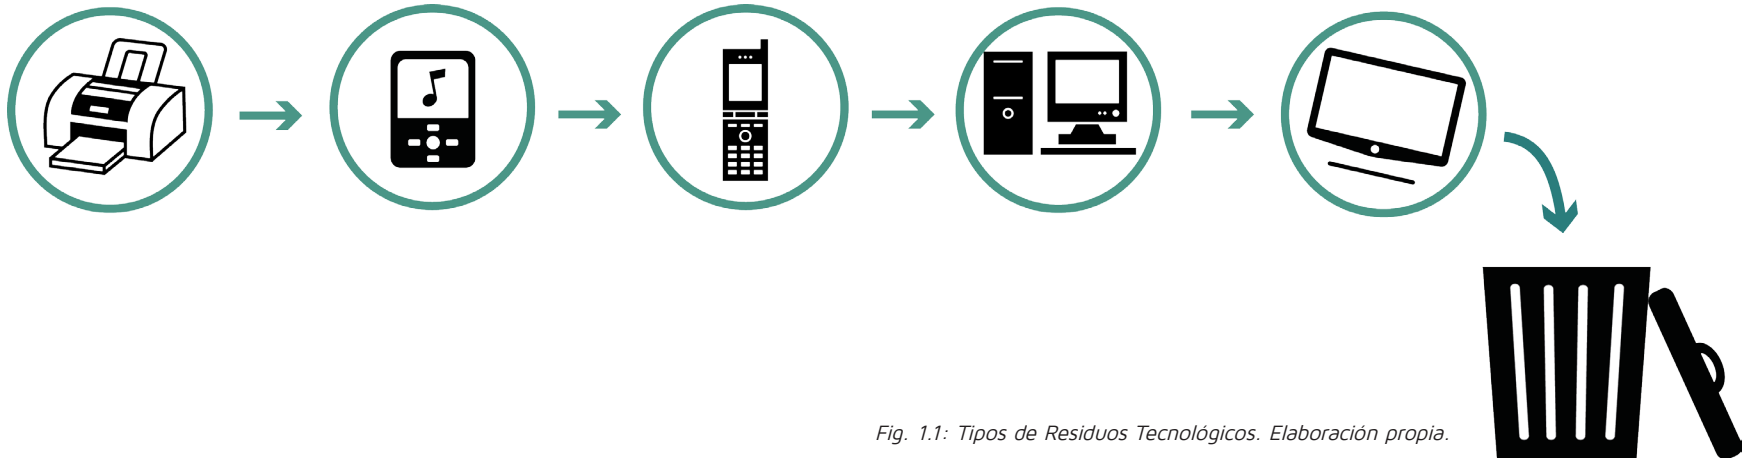 Fig. 1.1: Tipos de Residuos Tecnológicos. Elaboración propia.